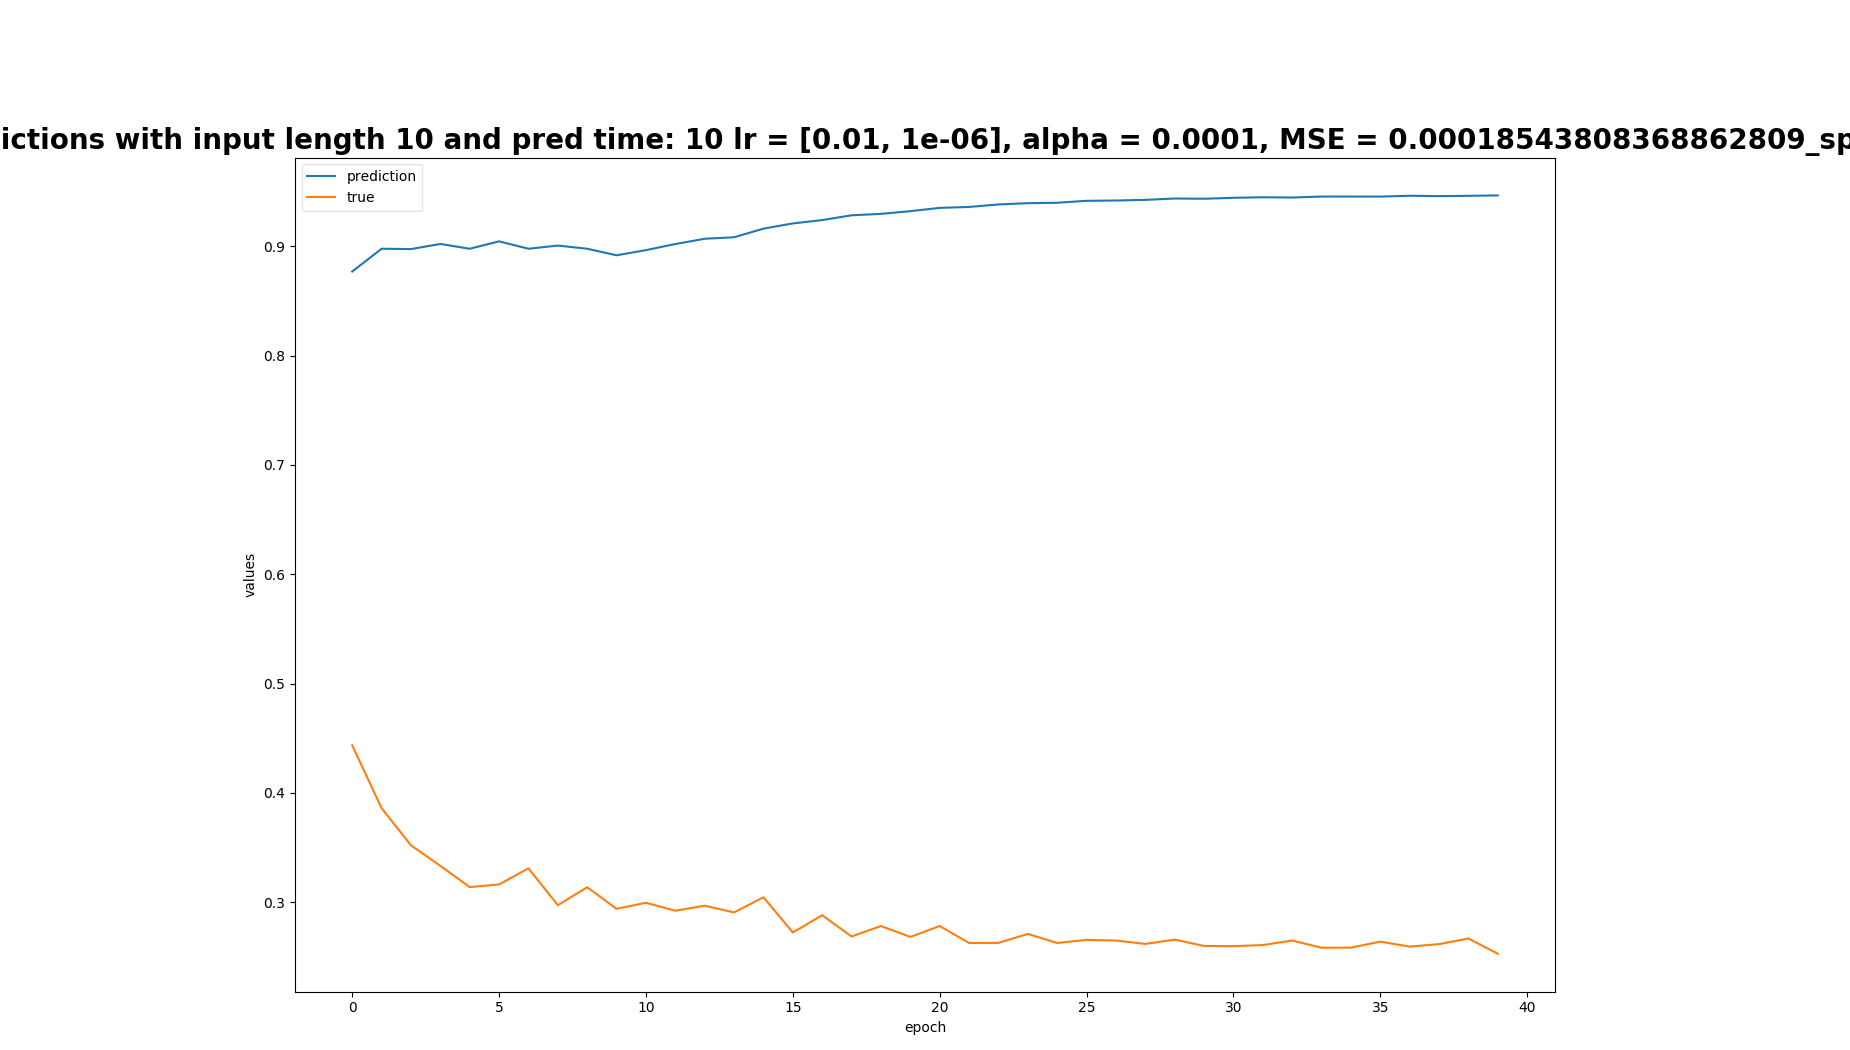 ictions with input length 10 and pred time: 10 lr = [0.01, 1e-06], alpha = 0.0001, MSE = 0.00018543808368862809_sp
prediction
true
0.9
0.8
0.7
0.6
0.5
0.4
0.3
values
0 5 10 15 20 25 30 35 40
epoch